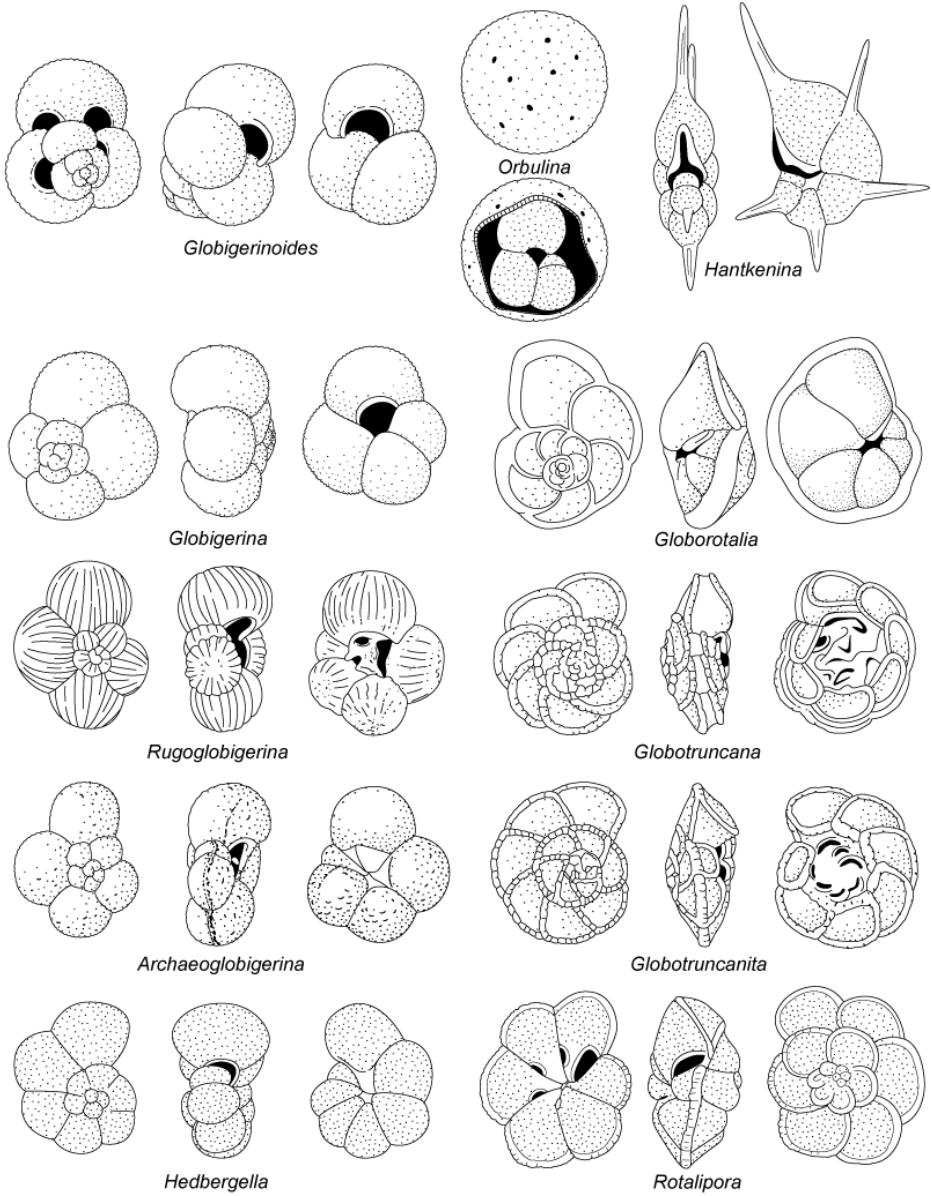 Orbulina
Globigerinoides
Hantkenina
Globigerina
Globorotalia
Rugoglobigerina
Globotruncana
Archaeoglobigerina
Globotruncanita
Hedbergella
Rotalipora